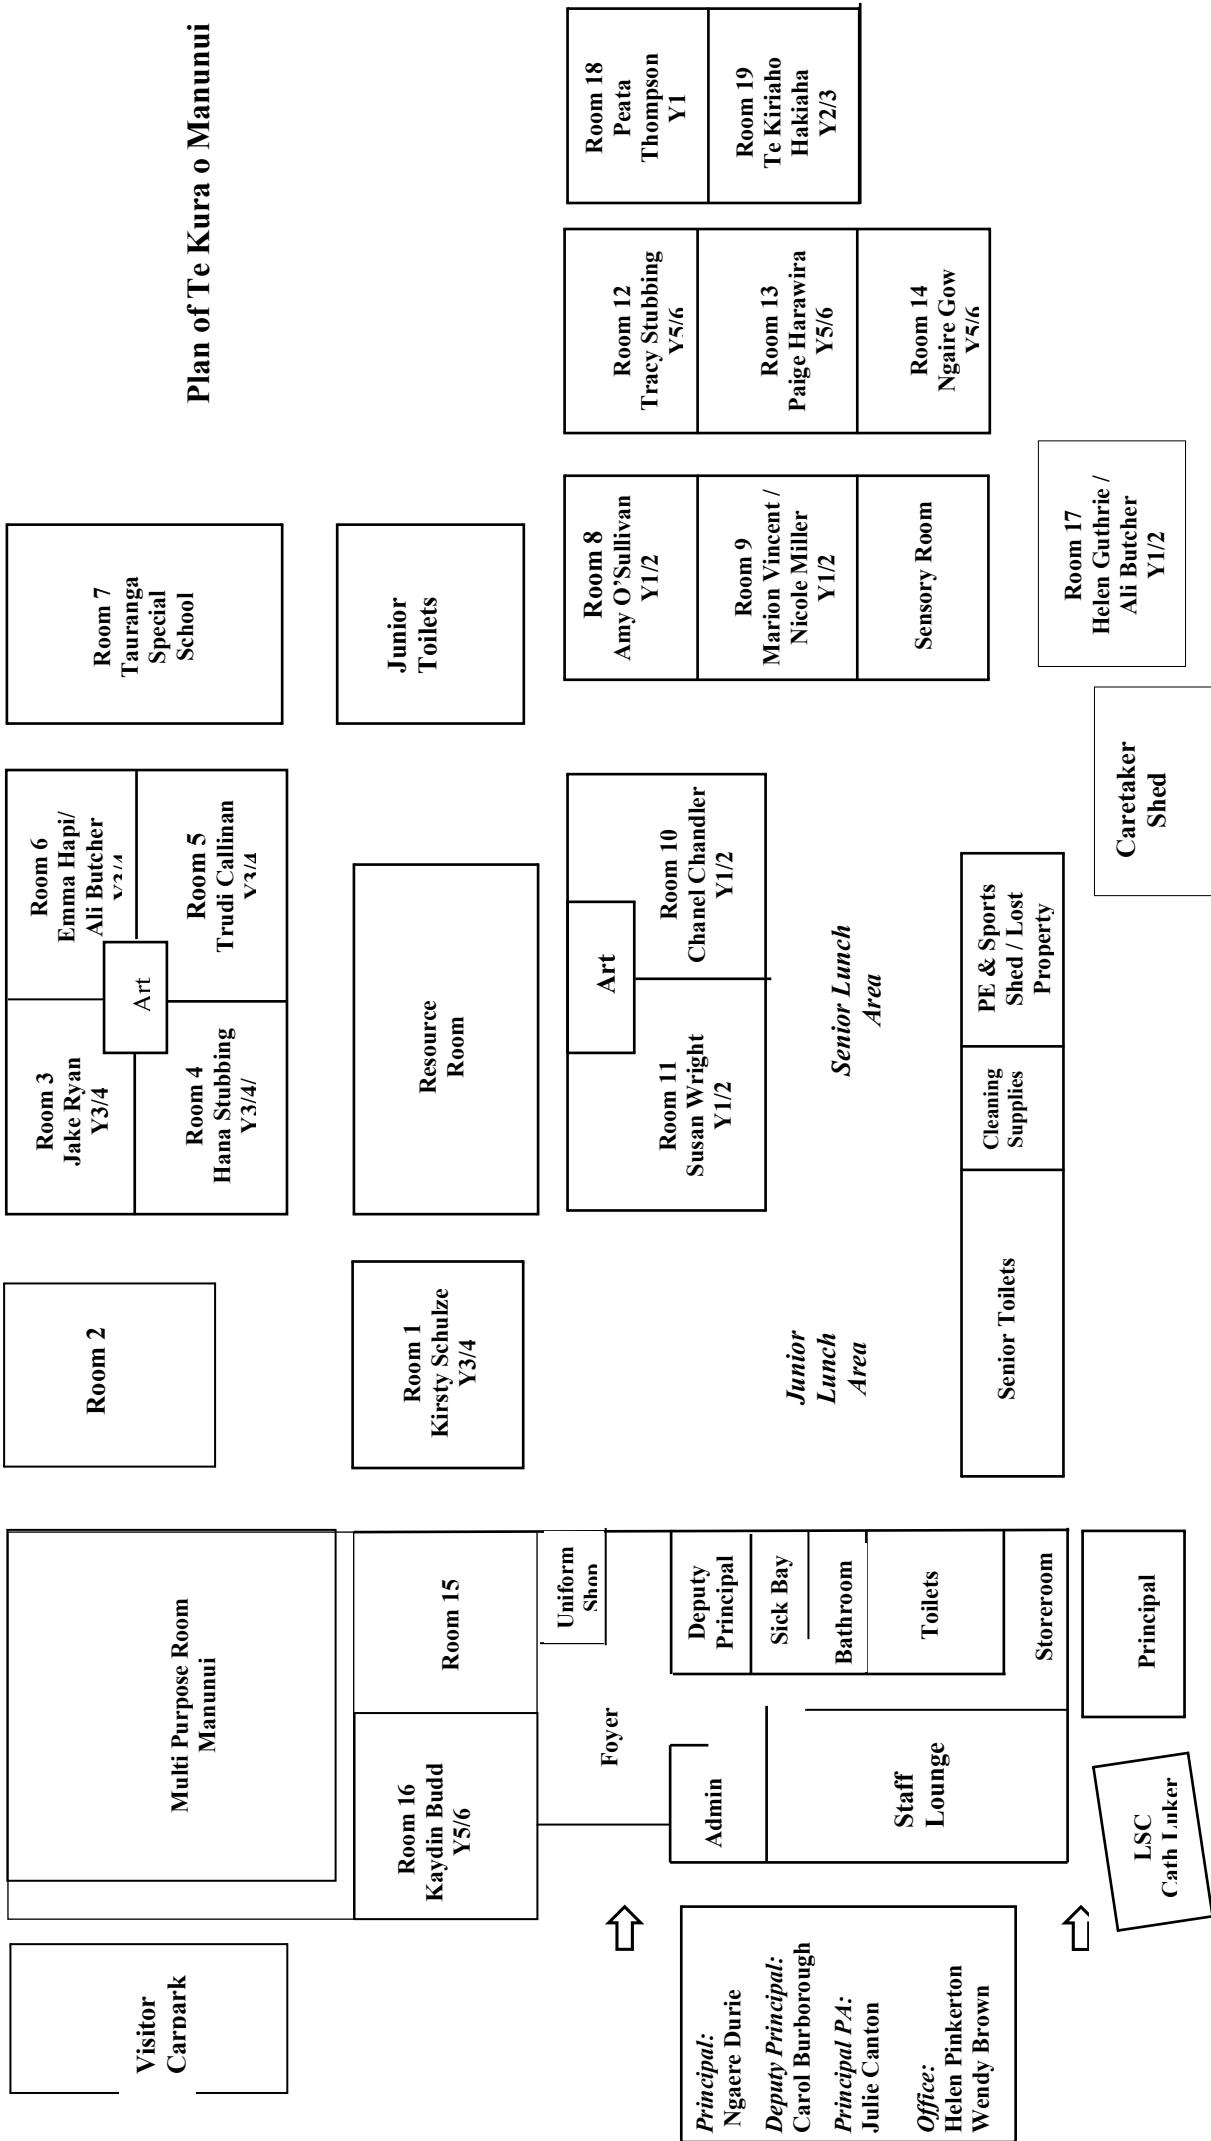 Plan of Te Kura o Manunui
Visitor
Carpark
Multi Purpose Room
Manunui
Room 2
Room 3
Jake Ryan
Y3/4
Room 6
Emma Hapi/
Ali Butcher
Y3/4
Art
Room 4
Hana Stubbing
Y3/4/
Room 5
Trudi Callinan
Y3/4
Room 7
Tauranga
Special
School
Room 16
Kaydin Budd
Y5/6
Room 15
Room 1
Kirsty Schulze
Y3/4
Resource
Room
Junior
Toilets
Uniform
Shop
Foyer
Art
Room 11
Susan Wright
Y1/2
Room 10
Chanel Chandler
Y1/2
Room 8
Amy O'Sullivan
Y1/2
Room 9
Marion Vincent /
Nicole Miller
Y1/2
Sensory Room
Room 12
Tracy Stubbing
Y5/6
Room 13
Paige Harawira
Y5/6
Room 14
Ngaire Gow
Y5/6
Room 18
Peata
Thompson
Y1
Room 19
Te Kiriaho
Hakiaha
Y2/3
Principal:
Ngaere Durie
Deputy Principal:
Carol Burborough
Principal PA:
Julie Canton
Office:
Helen Pinkerton
Wendy Brown
Admin
Deputy
Principal
Sick Bay
Bathroom
Toilets
Staff
Lounge
Storeroom
Junior
Lunch
Area
Senior Lunch
Area
Senior Toilets
Cleaning
Supplies
PE & Sports
Shed / Lost
Property
Room 17
Helen Guthrie /
Ali Butcher
Y1/2
LSC
Cath Luker
Principal
Caretaker
Shed